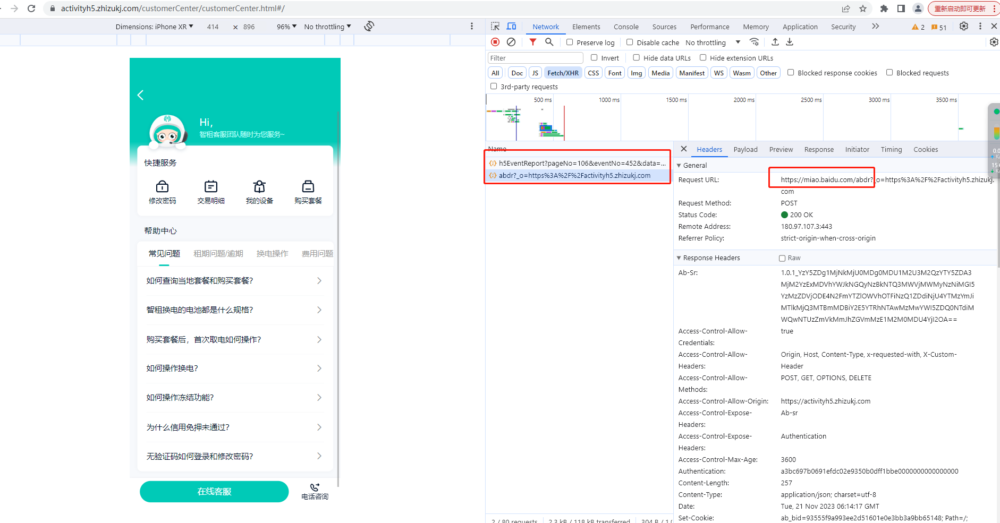 activityh5.zhizukj.com/customerCenter/customerCenter.html#/
重新启动即可更新
Dimensions: iPhone XR ▼ 414 × 896 96% ▼ No throttling ▼
Network Elements Console Sources Performance Memory Application Security 2 51
Preserve log Disable cache No throttling
Filter Invert Hide data URLs Hide extension URLs
All Doc JS Fetch/XHR CSS Font Img Media Manifest WS Wasm Other Blocked response cookies Blocked requests
3rd-party requests
500 ms 1000 ms 1500 ms 2000 ms 2500 ms 3000 ms 3500 ms
Hi,
智租客服团队随时为您服务~
快捷服务
修改密码 交易明细 我的设备 购买套餐
帮助中心
常见问题 租期问题/逾期 换电操作 费用问题
如何查询当地套餐和购买套餐?
智租换电的电池都是什么规格?
购买套餐后，首次取电如何操作?
如何操作换电?
如何操作冻结功能?
为什么信用免押未通过?
无验证码如何登录和修改密码?
在线客服
电话咨询
Name
h5EventReport?pageNo=106&eventNo=452&data=...
abdr?_o=https%3A%2F%2Factivityh5.zhizukj.com
2 / 80 requests 2.3 kB / 118 kB transferred 304 B / 1.0
Headers Payload Preview Response Initiator Timing Cookies
General
Request URL: https://miao.baidu.com/abdr?_o=https%3A%2F%2Factivityh5.zhizukj.
com
Request Method: POST
Status Code: 200 OK
Remote Address: 180.97.107.3:443
Referrer Policy: strict-origin-when-cross-origin
Response Headers Raw
Ab-Sr: 1.0.1_YzY5ZDg1MjNkMjU0MDg0MDU1M2U3M2QzYTY5ZDA3
MjM2YzExMDVhYWJkNGQyNzBkNTQ3MWVjMWMyNzNiMGI5
YzMzZDVjODE4N2FmYTZlOWVhOTFiNzQ1ZDdiNjU4YTMzYmJi
MTlkMjQ3MTBmMDBiY2E5YTRhNTAwMzMwYWI5ZDQ0NTdiM
WQwNTUzZmVkMmJhZGVmMzE1M2M0MDU4YjI2OA==
Access-Control-Allow- true
Credentials:
Access-Control-Allow- Origin, Host, Content-Type, x-requested-with, X-Custom-
Headers: Header
Access-Control-Allow- POST, GET, OPTIONS, DELETE
Methods:
Access-Control-Allow-Origin: https://activityh5.zhizukj.com
Access-Control-Expose- Ab-sr
Headers:
Access-Control-Expose- Authentication
Headers:
Access-Control-Max-Age: 3600
Authentication: a3bc697b0691efdc02e9350b0dff1bbe0000000000000000
Content-Length: 257
Content-Type: application/json; charset=utf-8
Date: Tue, 21 Nov 2023 06:14:17 GMT
Set-Cookie: ab_bid=93555f9a993ee2d51601e0e3bb3a9bb65148; Path=/;